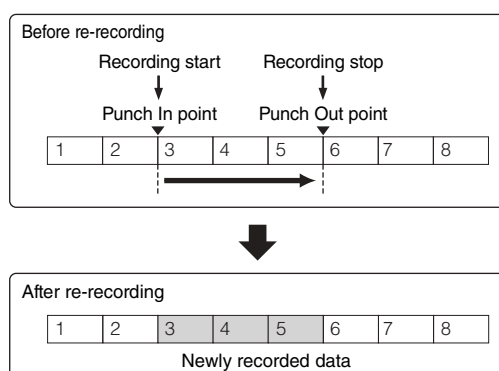 Before re-recording
Recording start Recording stop
Punch In point Punch Out point
1 2 3 4 5 6 7 8
After re-recording
1 2 3 4 5 6 7 8
Newly recorded data